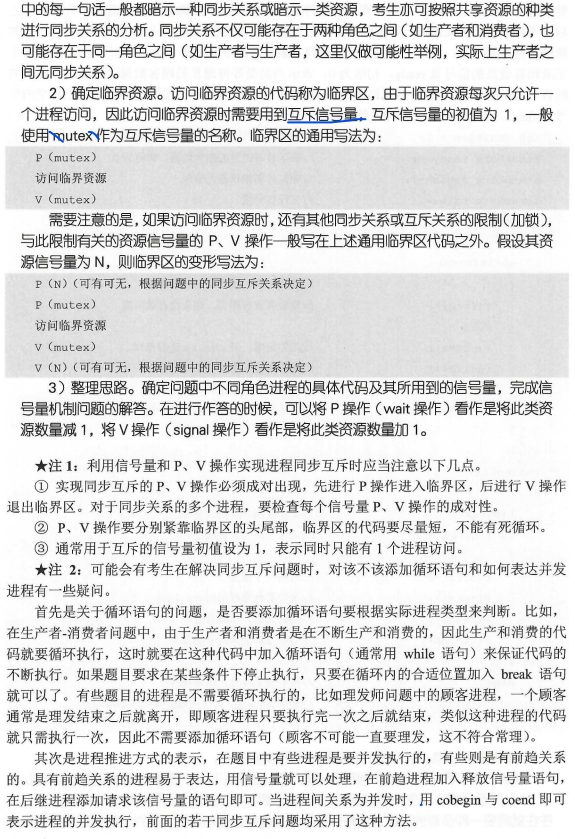 中的每一句话一般都暗示一种同步关系或暗示一类资源，考生亦可按照共享资源的种类
进行同步关系的分析。同步关系不仅可能存在于两种角色之间（如生产者和消费者），也
可能存在于同一角色之间（如生产者与生产者，这里仅做可能性举例，实际上生产者之
间无同步关系）。
2）确定临界资源。访问临界资源的代码称为临界区，由于临界资源每次只允许一
个进程访问，因此访问临界资源时需要用到互斥信号量，互斥信号量的初值为 1，一般
使用 mutex 作为互斥信号量的名称。临界区的通用写法为：
P（mutex）
访问临界资源
V（mutex）
需要注意的是，如果访问临界资源时，还有其他同步关系或互斥关系的限制（加锁），
与此限制有关的资源信号量的 P、V 操作一般写在上述通用临界区代码之外。假设其资
源信号量为 N，则临界区的变形写法为：
P（N）（可有可无，根据问题中的同步互斥关系决定）
P（mutex）
访问临界资源
V（mutex）
V（N）（可有可无，根据问题中的同步互斥关系决定）
3）整理思路。确定问题中不同角色进程的具体代码及其所用到的信号量，完成信
号量机制问题的解答。在进行作答的时候，可以将 P 操作（wait 操作）看作是将此类资
源数量减 1，将 V 操作（signal 操作）看作是将此类资源数量加 1。
★注 1：利用信号量和 P、V 操作实现进程同步互斥时应当注意以下几点。
① 实现同步互斥的 P、V 操作必须成对出现，先进行 P 操作进入临界区，后进行 V 操作
退出临界区。对于同步关系的多个进程，要检查每个信号量 P、V 操作的成对性。
② P、V 操作要分别紧靠临界区的头尾部，临界区的代码要尽量短，不能有死循环。
③ 通常用于互斥的信号量初值设为 1，表示同时只能有 1 个进程访问。
★注 2：可能会有考生在解决同步互斥问题时，对该不该添加循环语句和如何表达并发
进程有一些疑问。
首先是关于循环语句的问题，是否要添加循环语句要根据实际进程类型来判断。比如，
在生产者-消费者问题中，由于生产者和消费者是在不断生产和消费的，因此生产和消费的代
码就要循环执行，这时就要在这种代码中加入循环语句（通常用 while 语句）来保证代码的
不断执行。如果题目要求在某些条件下停止执行，只要在循环内的合适位置加入 break 语句
就可以了。有些题目的进程是不需要循环执行的，比如理发师问题中的顾客进程，一个顾客
通常是理发结束之后就离开，即顾客进程只要执行完一次之后就结束，类似这种进程的代码
就只需执行一次，因此不需要添加循环语句（顾客不可能一直要理发，这不符合常理）。
其次是进程推进方式的表示，在题目中有些进程是要并发执行的，有些则是有前趋关系
的。具有前趋关系的进程易于表达，用信号量就可以处理，在前趋进程加入释放信号量语句，
在后继进程添加请求该信号量的语句即可。当进程间关系为并发时，用 cobegin 与 coend 即可
表示进程的并发执行，前面的若干同步互斥问题均采用了这种方法。